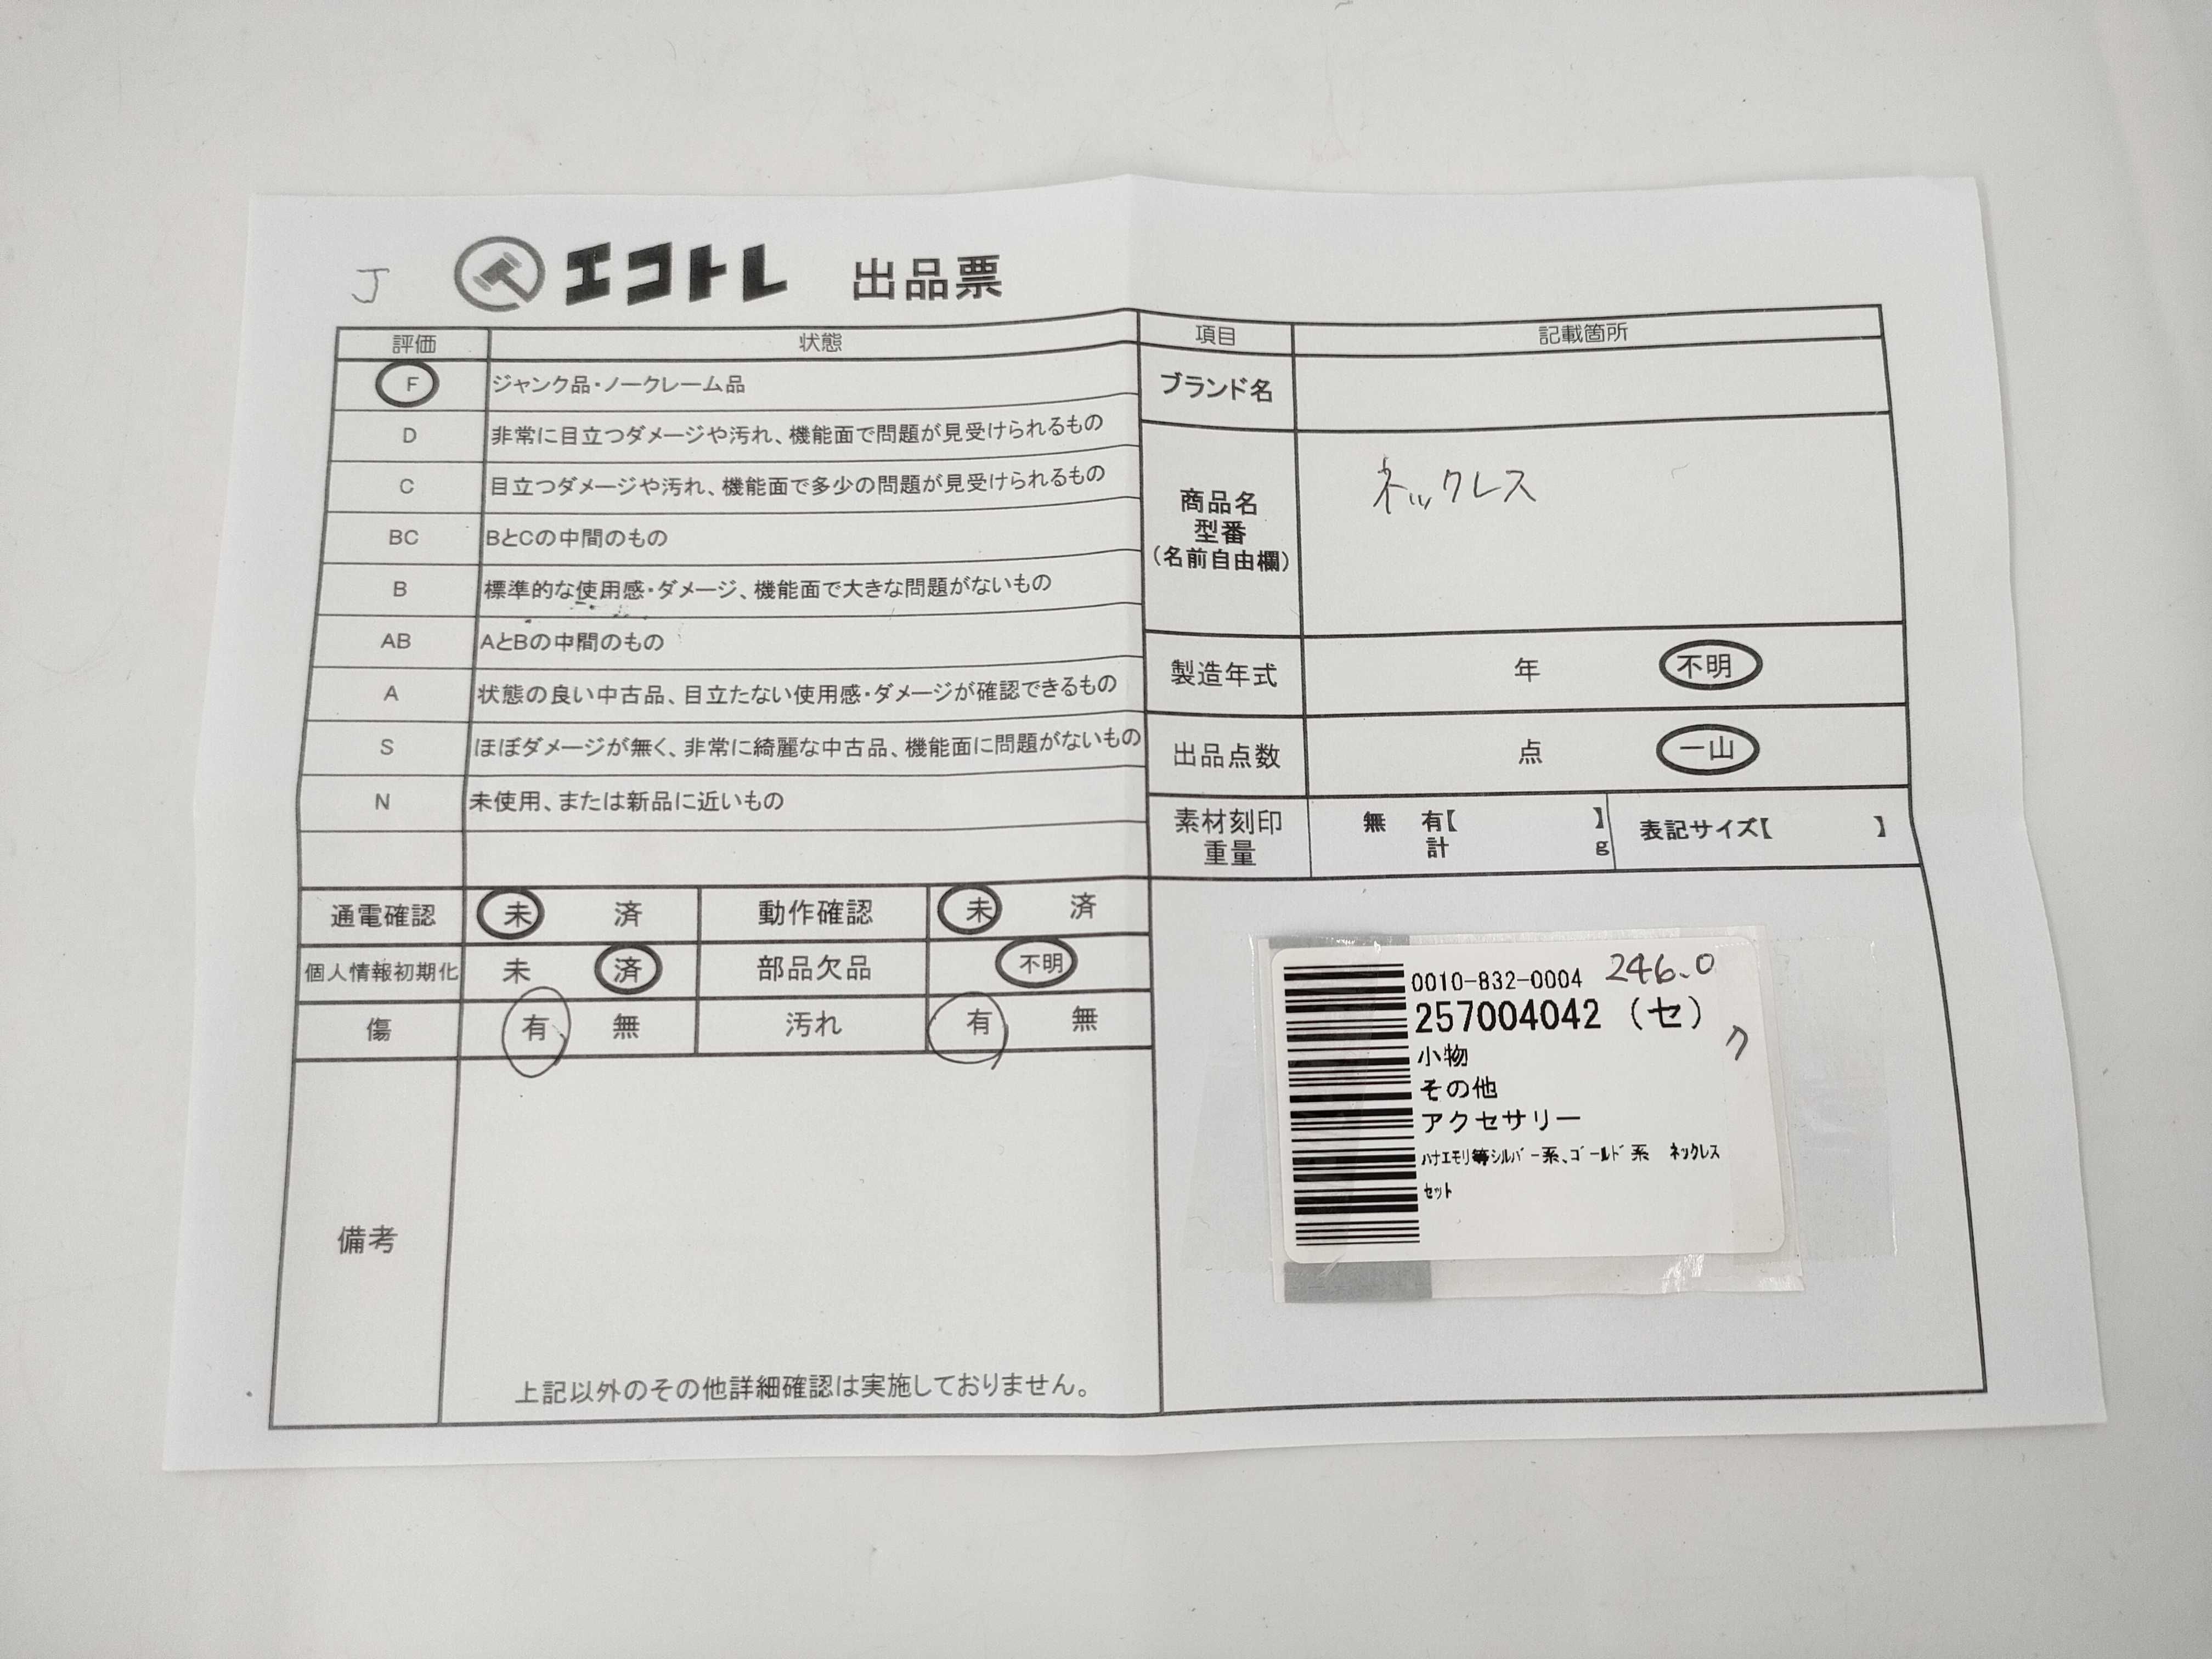 J エコトレ 出品票
評価 状態
F ジャンク品・ノークレーム品
D 非常に目立つダメージや汚れ、機能面で問題が見受けられるもの
C 目立つダメージや汚れ、機能面で多少の問題が見受けられるもの
BC BとCの中間のもの
B 標準的な使用感・ダメージ、機能面で大きな問題がないもの
AB AとBの中間のもの
A 状態の良い中古品、目立たない使用感・ダメージが確認できるもの
S ほぼダメージが無く、非常に綺麗な中古品、機能面に問題がないもの
N 未使用、または新品に近いもの
通電確認 未 済 動作確認 未 済
個人情報初期化 未 済 部品欠品 不明
傷 有 無 汚れ 有 無
備考
上記以外のその他詳細確認は実施しておりません。
項目 記載箇所
ブランド名
商品名
型番
(名前自由欄)
ネックレス
製造年式 年 不明
出品点数 点 一山
素材刻印 無 有【 】 表記サイズ【 】
重量 計 g
0010-832-0004 246.0
257004042 (セ)
ク
小物
その他
アクセサリー
ﾊﾅｴﾓﾘ等ｼﾙﾊﾞｰ系､ｺﾞｰﾙﾄﾞ系 ﾈｯｸﾚｽ
ｾｯﾄ